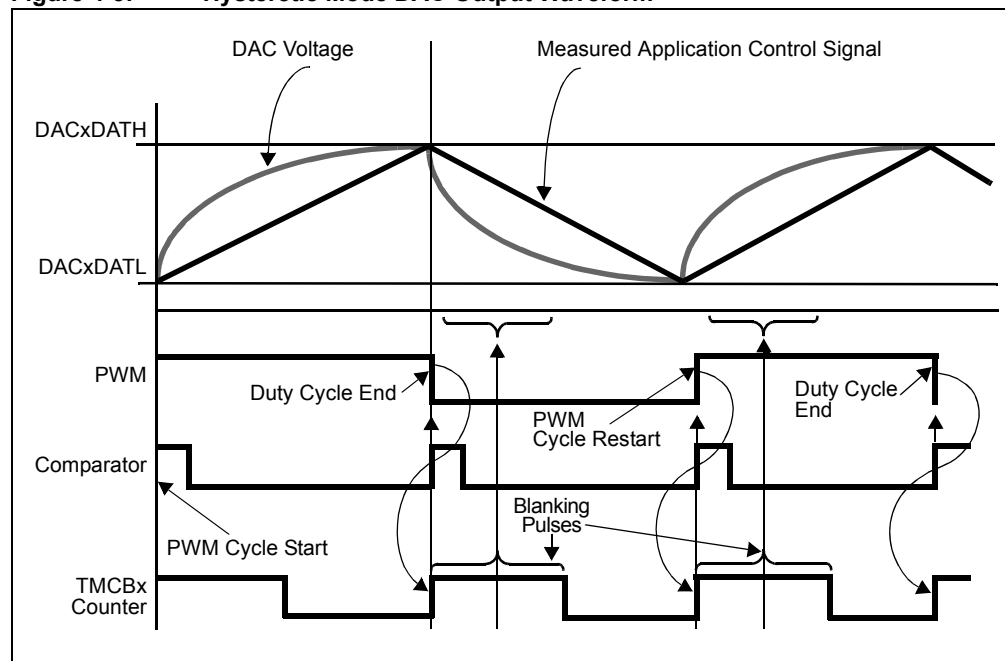 Figure Hysteretic Mode DAC Output Waveform
DAC Voltage
Measured Application Control Signal
DACxDATH
DACxDATL
PWM
Duty Cycle End
PWM
Cycle Restart
Duty Cycle
End
Comparator
Blanking
Pulses
PWM Cycle Start
TMCBx
Counter